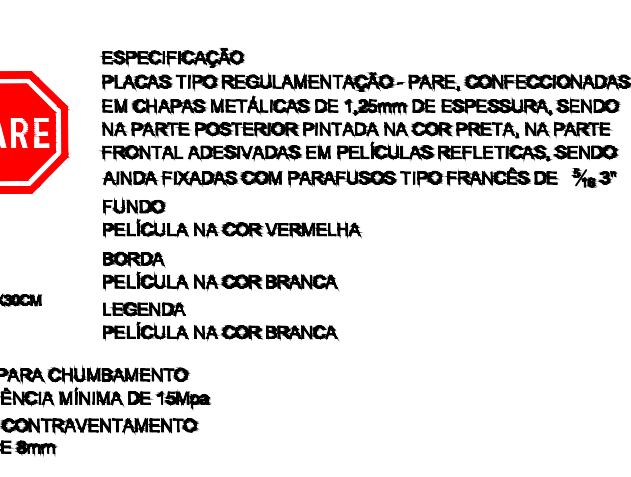 ESPECIFICAÇÃO
PLACAS TIPO REGULAMENTAÇÃO - PARE, CONFECCIONADAS
EM CHAPAS METÁLICAS DE 1,25mm DE ESPESSURA, SENDO
NA PARTE POSTERIOR PINTADA NA COR PRETA, NA PARTE
FRONTAL ADESIVADAS EM PELÍCULAS REFLETICAS, SENDO
AINDA FIXADAS COM PARAFUSOS TIPO FRANCÊS DE 5/16 3"
ARE
FUNDO
PELÍCULA NA COR VERMELHA
BORDA
PELÍCULA NA COR BRANCA
X30CM
LEGENDA
PELÍCULA NA COR BRANCA
PARA CHUMBAMENTO
ÊNCIA MÍNIMA DE 15Mpa
CONTRAVENTAMENTO
E 8mm